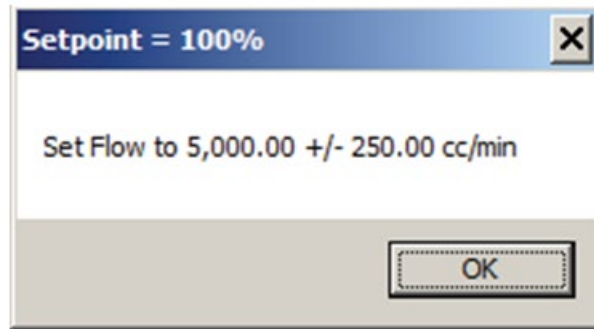 Setpoint = 100%
Set Flow to 5,000.00 +/- 250.00 cc/min
OK